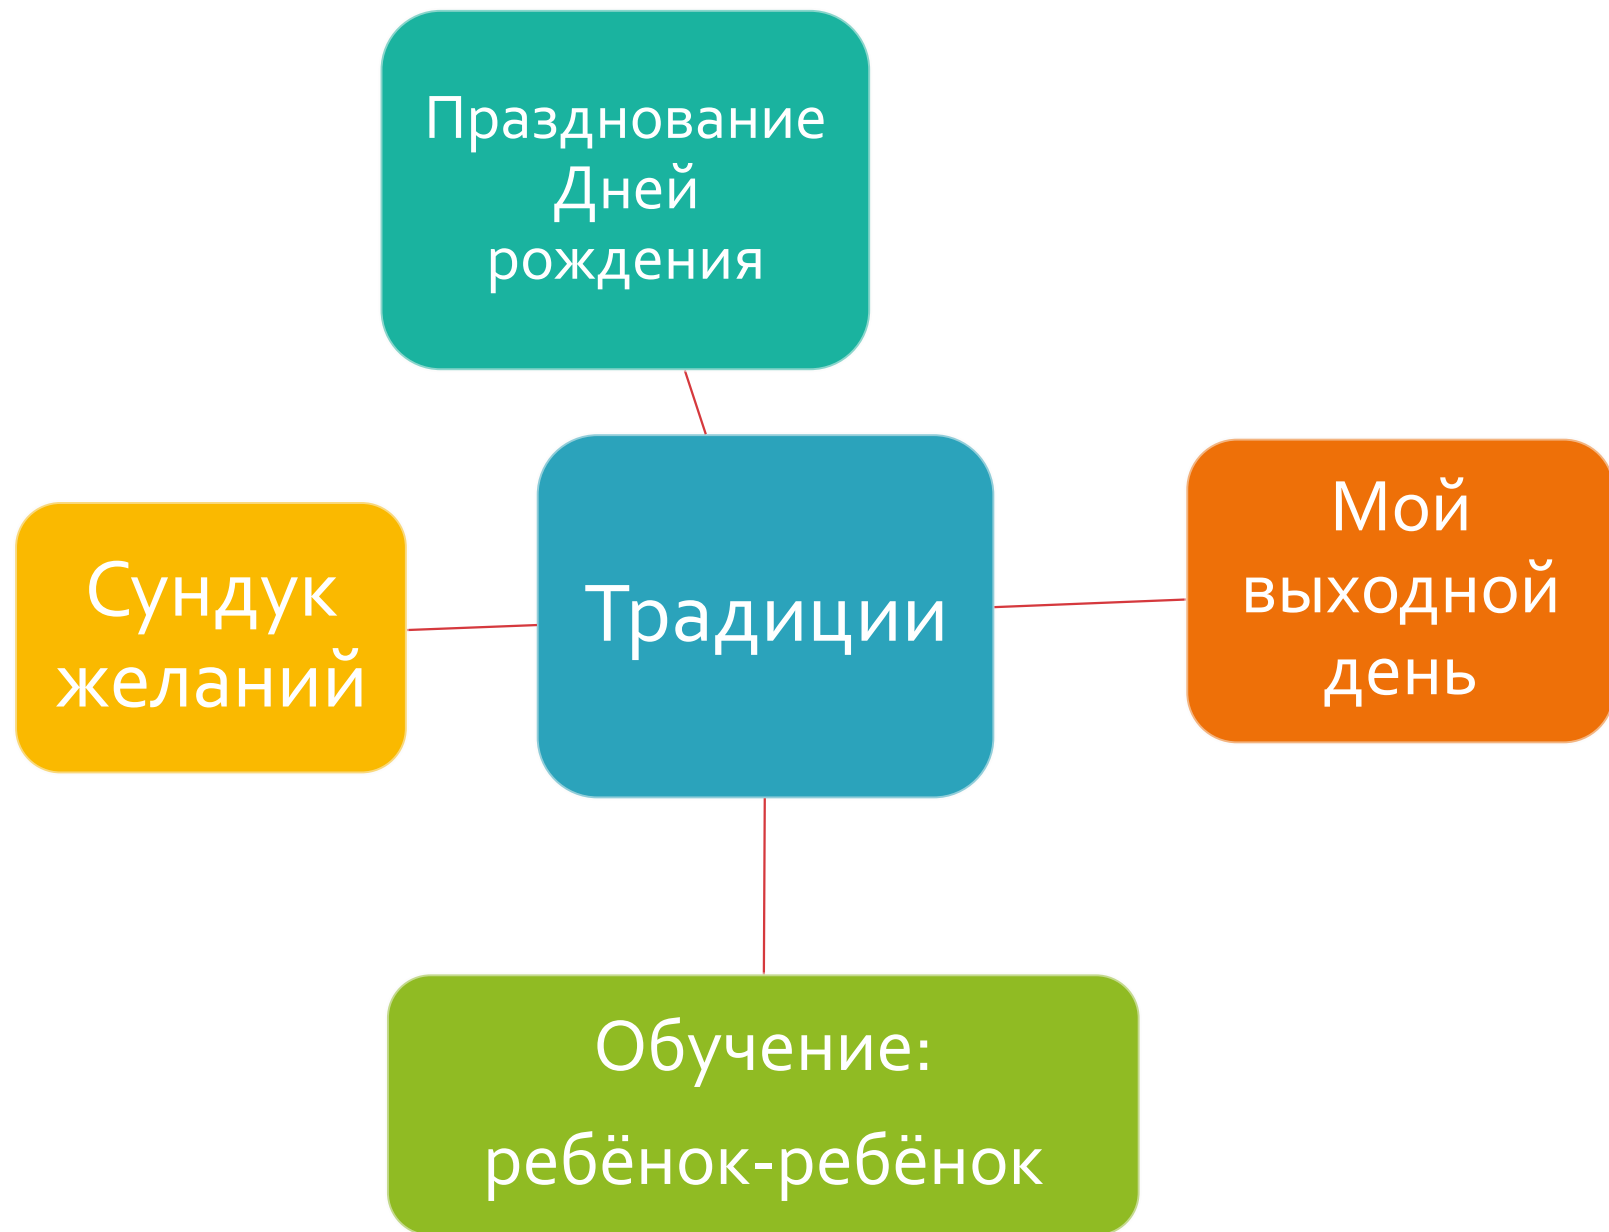 Празднование
Дней
рождения
Сундук
желаний
Традиции
Мой
выходной
день
Обучение:
ребёнок-ребёнок